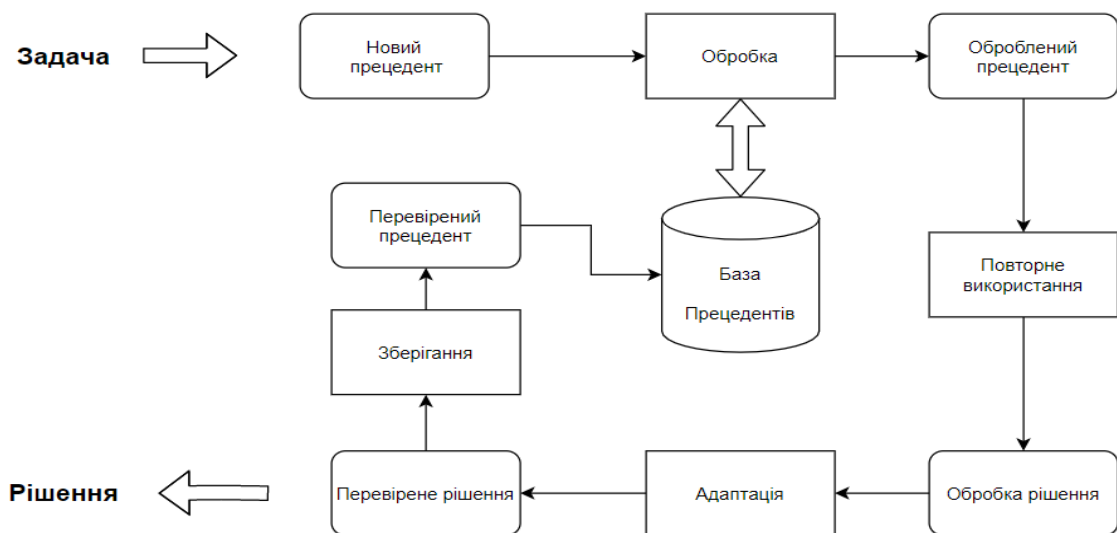 Задача
Новий
прецедент
Обробка
Оброблений
прецедент
Перевірений
прецедент
База
Прецедентів
Повторне
використання
Зберігання
Рішення
Перевірене рішення
Адаптація
Обробка рішення